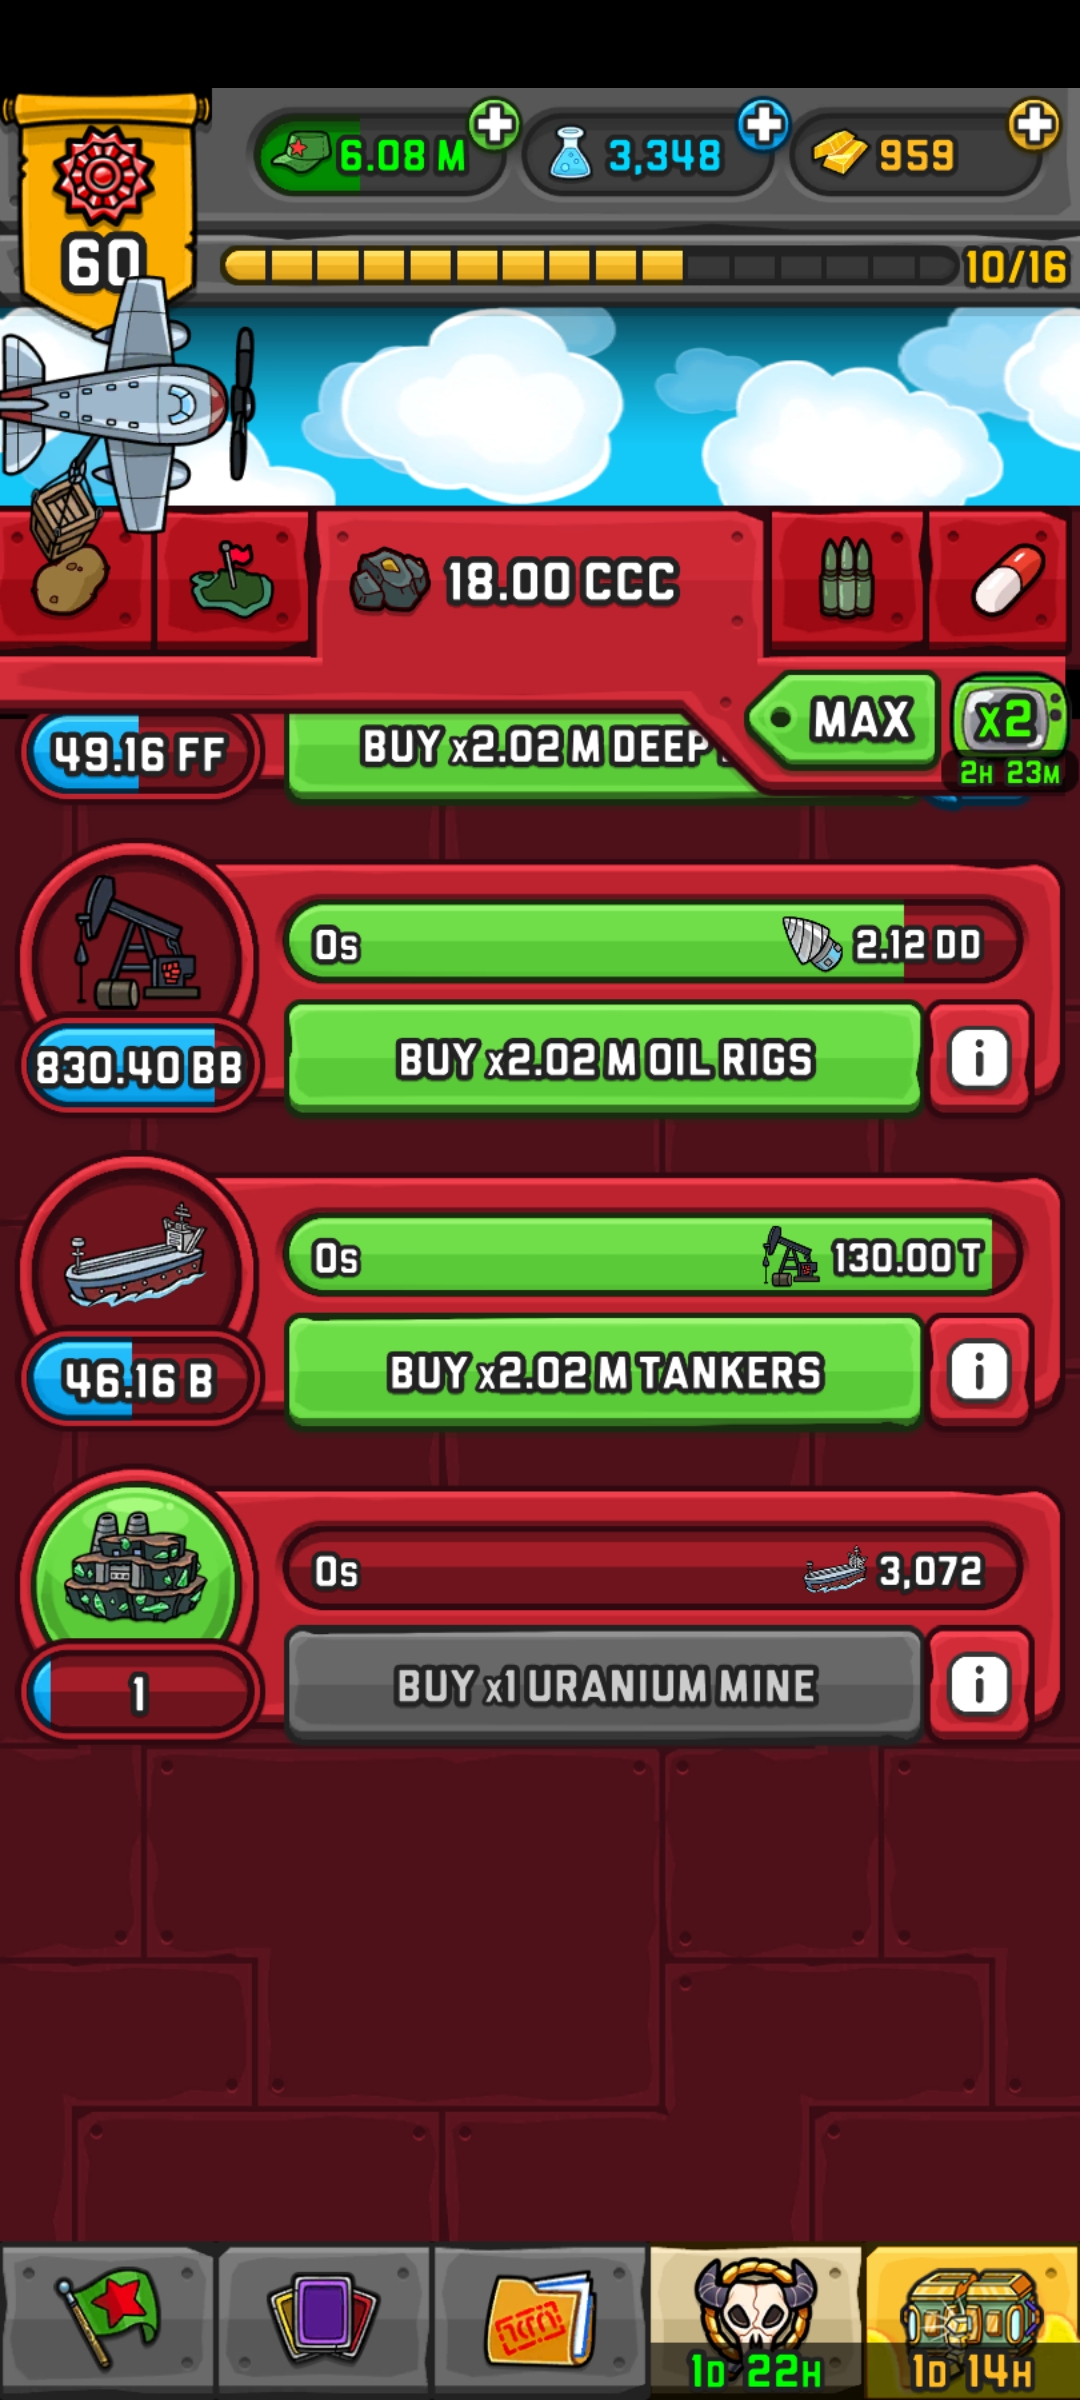 6.08 M
3,348
959
60
10/16
18.00 CCC
MAX
x2
2H 23M
49.16 FF
BUY x2.02 M DEEP
0s
2.12 DD
830.40 BB
BUY x2.02 M OIL RIGS
i
0s
130.00 T
46.16 B
BUY x2.02 M TANKERS
i
0s
3,072
1
BUY x1 URANIUM MINE
i
1D 22H
1D 14H